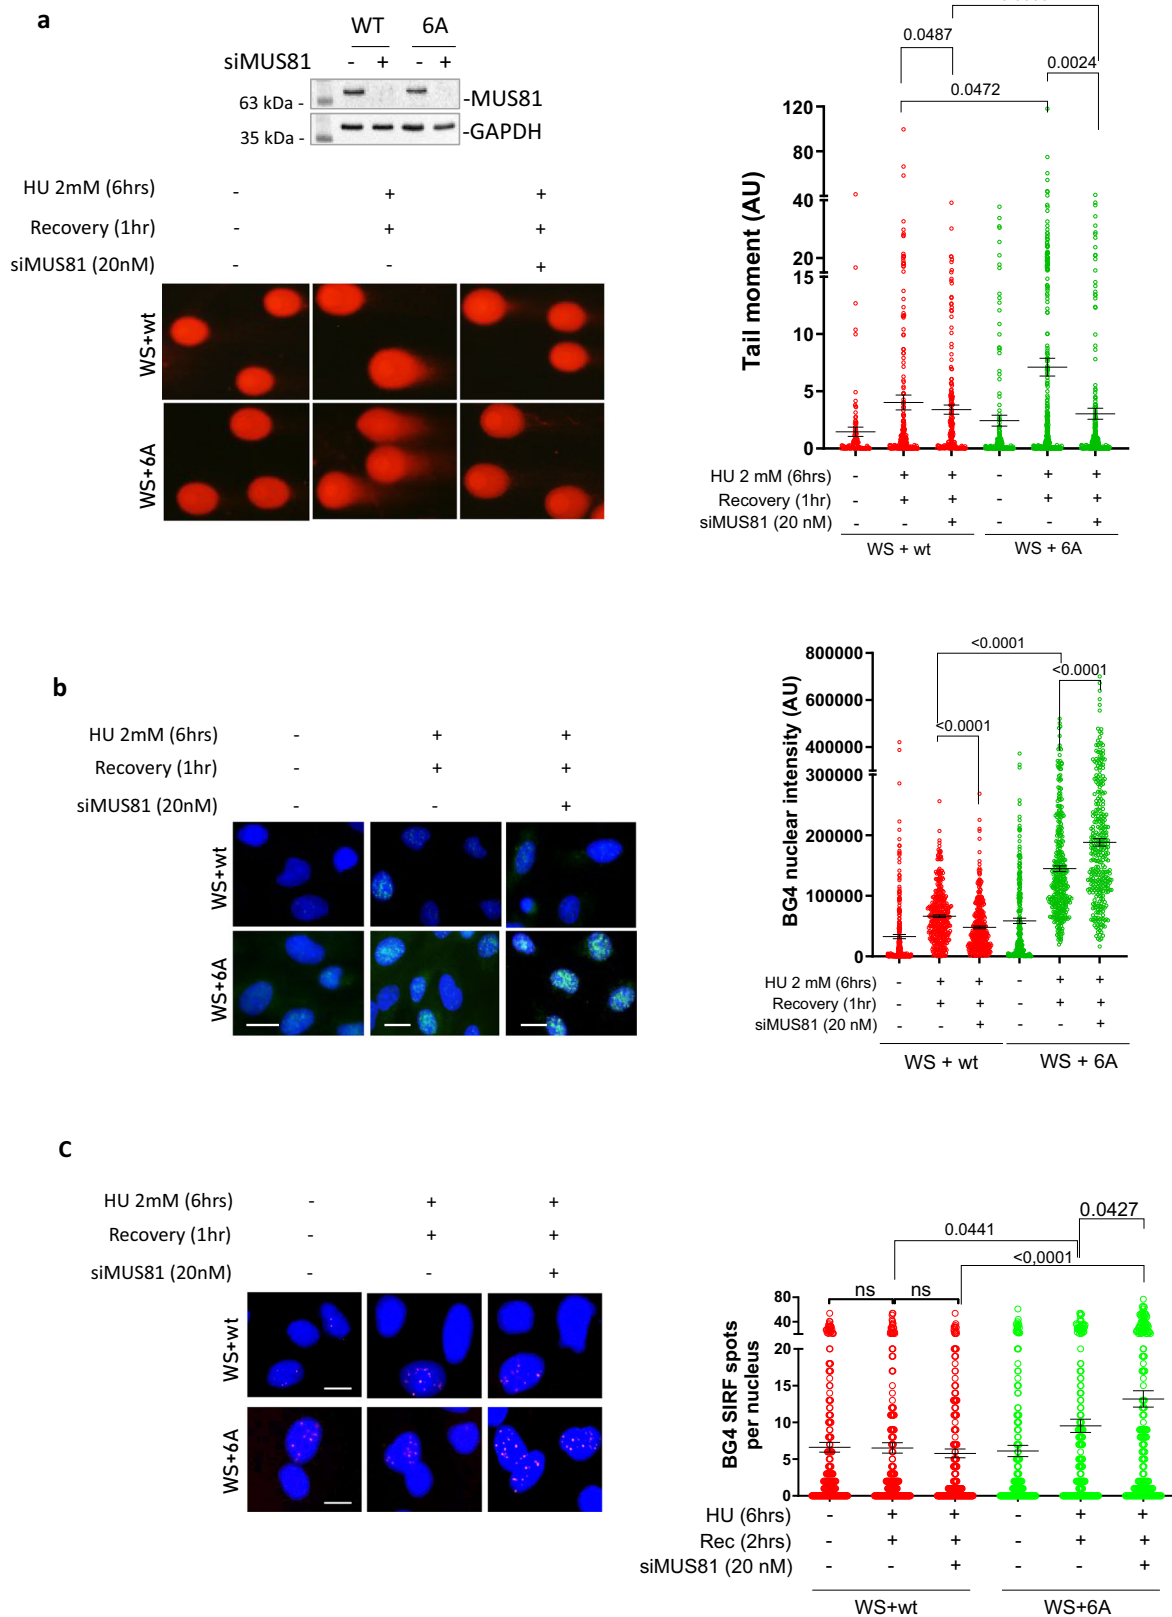 a
WT 6A
siMUS81 - + - +
63 kDa - -MUS81
35 kDa - -GAPDH
HU 2mM (6hrs) - + +
Recovery (1hr) - + +
siMUS81 (20nM) - - +
WS+wt
WS+6A
0.0487
0.0024
0.0472
Tail moment (AU)
120
80
40
20
15
10
5
0
HU 2 mM (6hrs) - + + - + +
Recovery (1hr) - + + - + +
siMUS81 (20 nM) - - + - - +
WS + wt WS + 6A
b
HU 2mM (6hrs) - + +
Recovery (1hr) - + +
siMUS81 (20nM) - - +
WS+wt
WS+6A
<0.0001
<0.0001
<0.0001
BG4 nuclear intensity (AU)
800000
600000
400000
300000
200000
100000
0
HU 2 mM (6hrs) - + + - + +
Recovery (1hr) - + + - + +
siMUS81 (20 nM) - - + - - +
WS + wt WS + 6A
c
HU 2mM (6hrs) - + +
Recovery (1hr) - + +
siMUS81 (20nM) - - +
WS+wt
WS+6A
0.0427
0.0441
<0,0001
ns ns
BG4 SIRF spots
per nucleus
80
40
20
15
10
5
0
HU (6hrs) - + + - + +
Rec (2hrs) - + + - + +
siMUS81 (20 nM) - - + - - +
WS+wt WS+6A